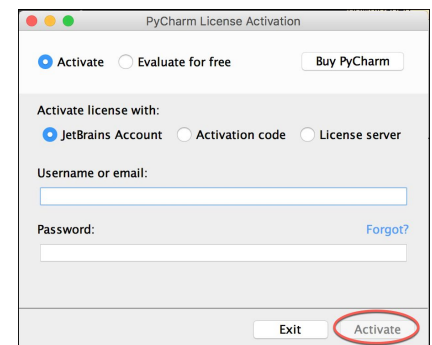 PyCharm License Activation
Activate Evaluate for free Buy PyCharm
Activate license with:
JetBrains Account Activation code License server
Username or email:
Password: Forgot?
Exit Activate